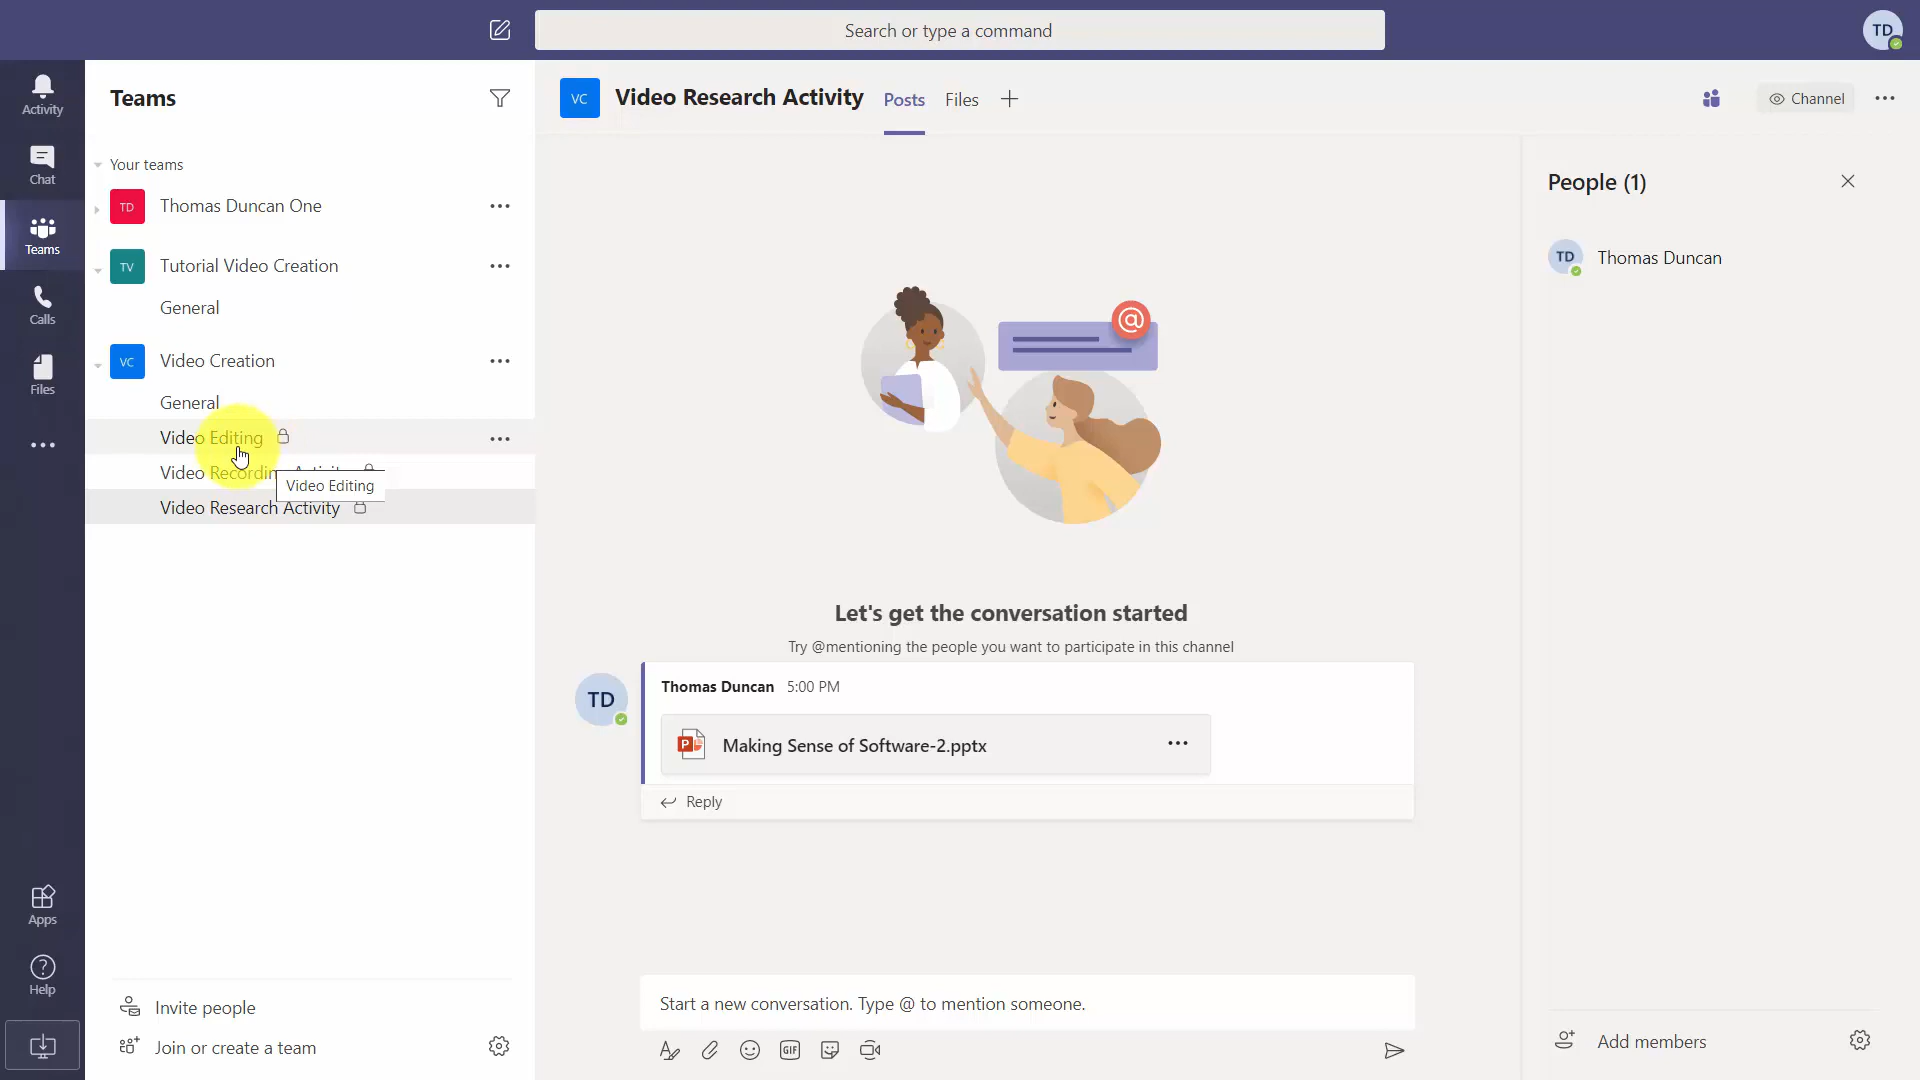 Search or type a command
TD
Activity
Chat
Teams
Calls
Files
Apps
Help
Teams
Your teams
TD Thomas Duncan One
TV Tutorial Video Creation
General
VC Video Creation
General
Video Editing
Video Recordin
Video Editing
Video Research Activity
Invite people
Join or create a team
VC Video Research Activity Posts Files
Channel
Let's get the conversation started
Try @mentioning the people you want to participate in this channel
TD
Thomas Duncan 5:00 PM
Making Sense of Software-2.pptx
Reply
Start a new conversation. Type @ to mention someone.
GIF
People (1)
TD Thomas Duncan
Add members